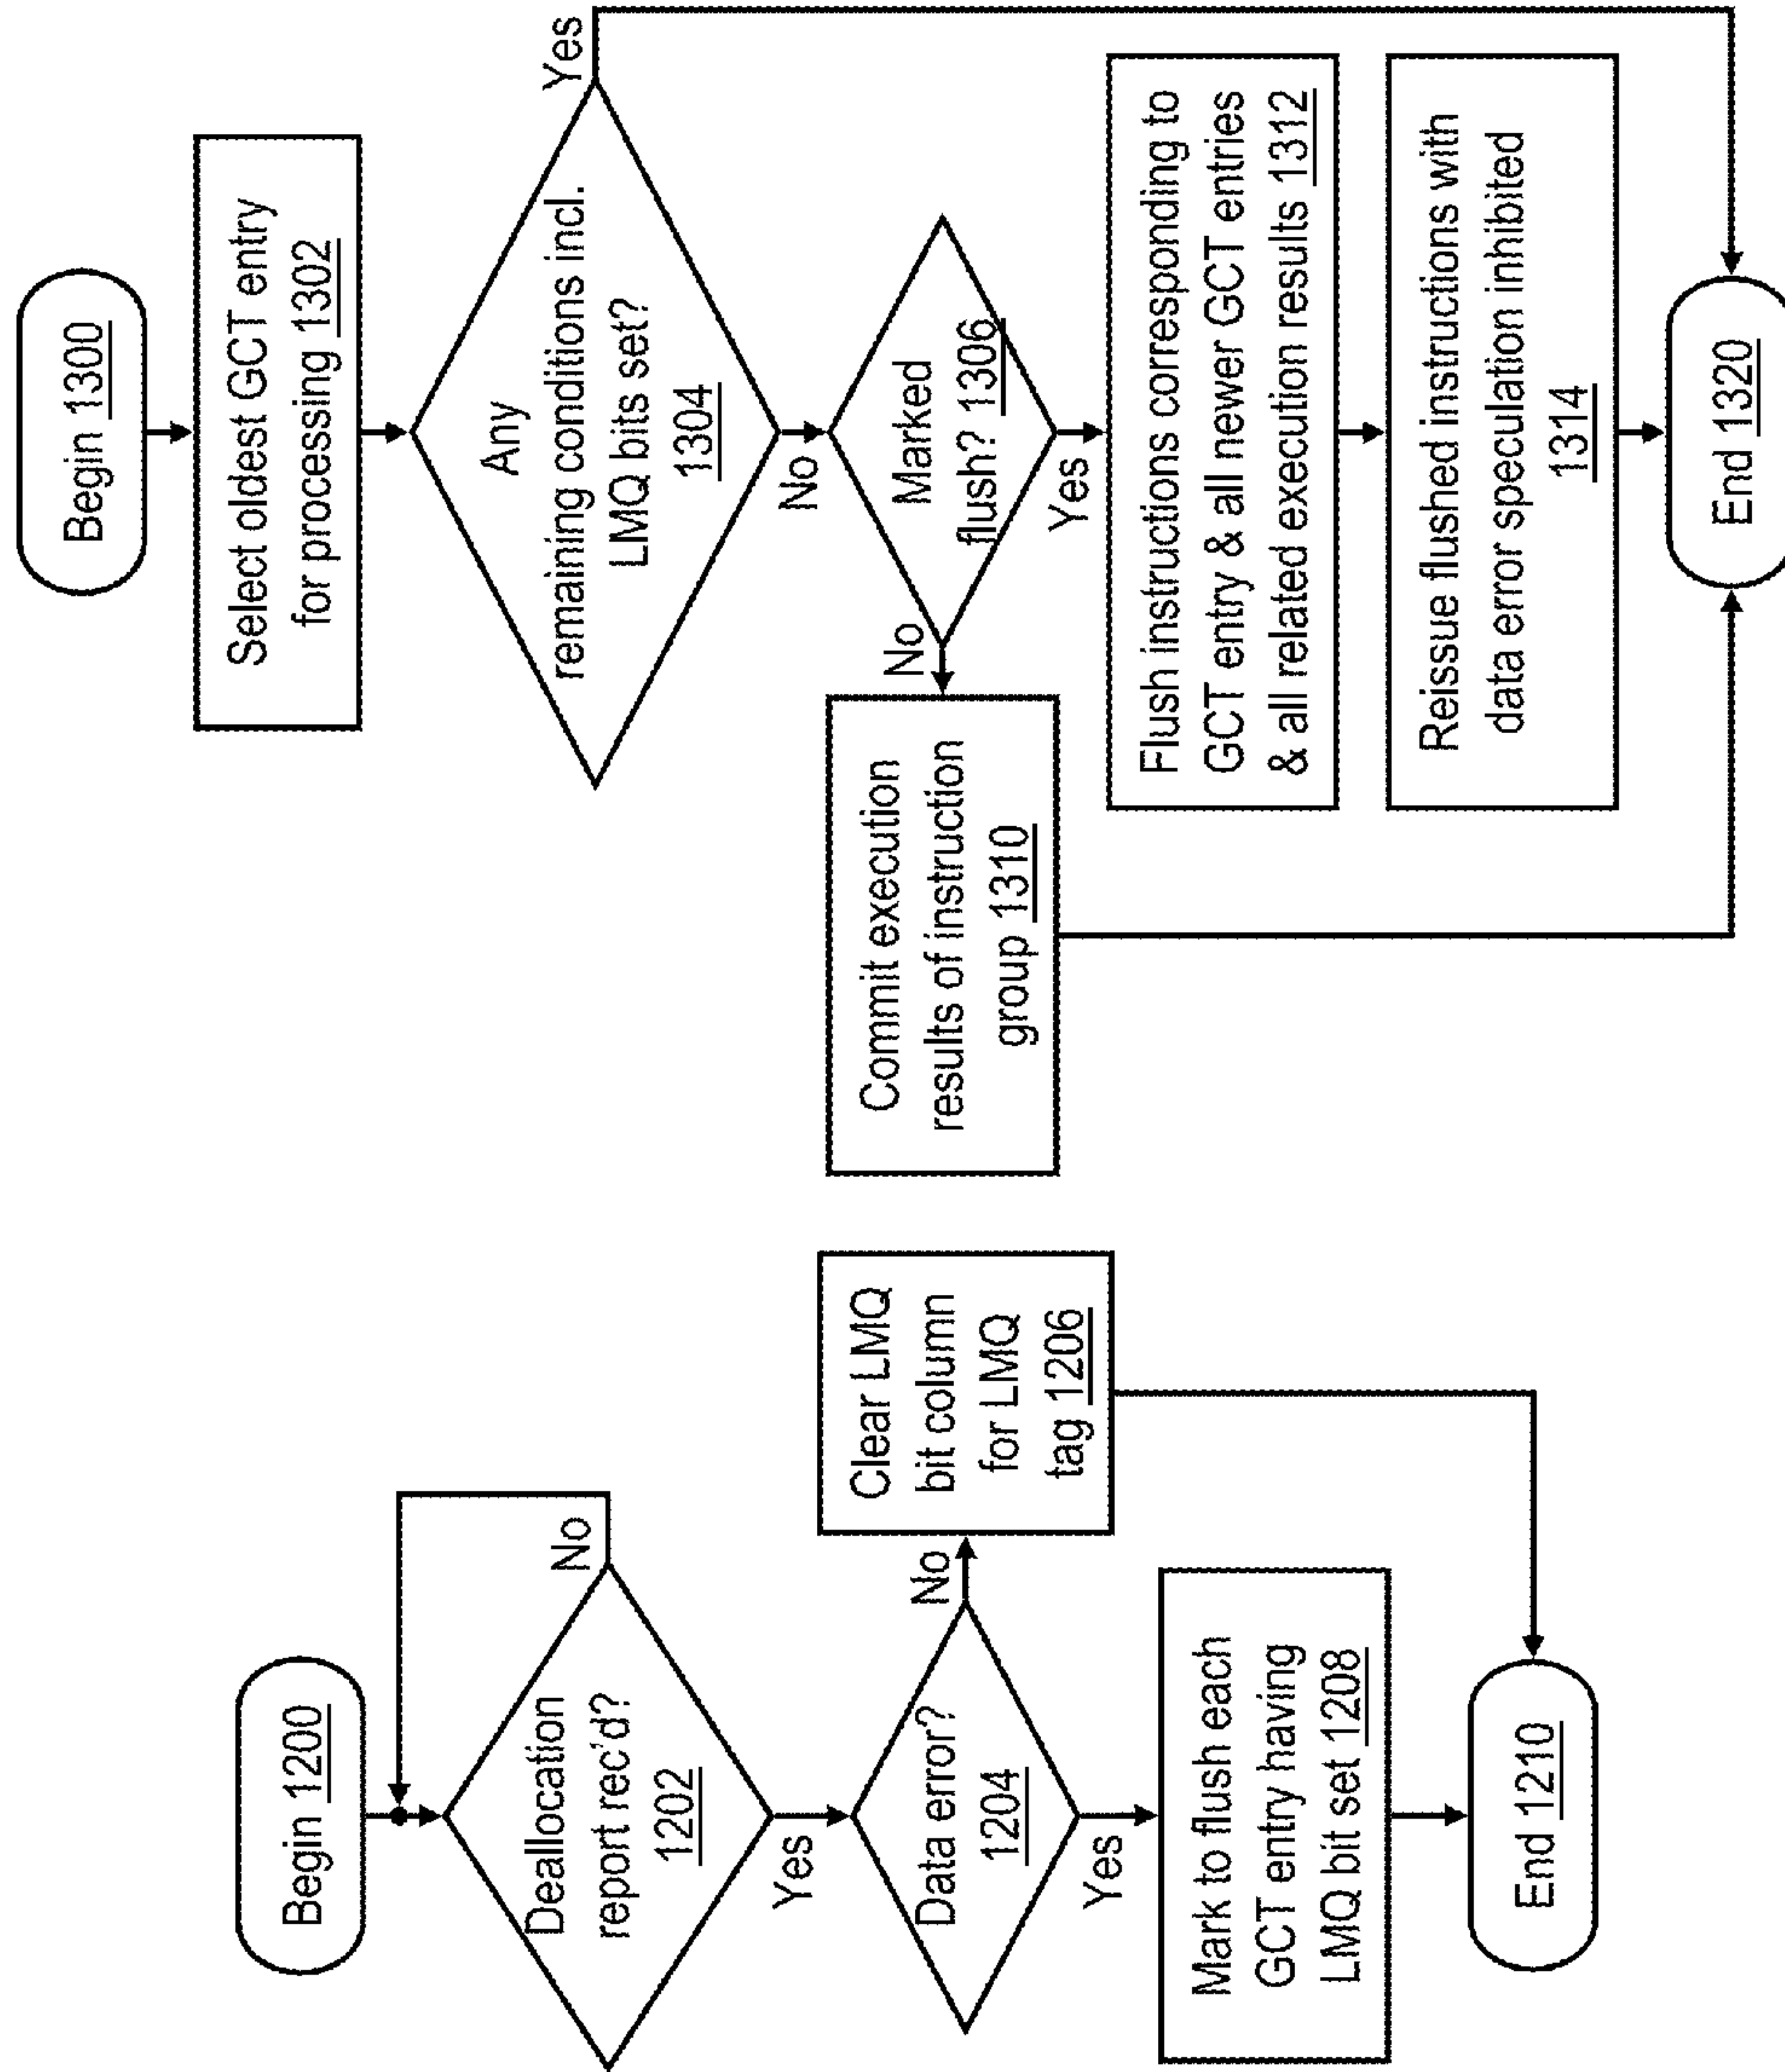 Begin 1200
Deallocation
report rec'd?
1202
No
Yes
Data error?
1204
No
Clear LMQ
bit column
for LMQ
tag 1206
Yes
Mark to flush each
GCT entry having
LMQ bit set 1208
End 1210
Begin 1300
Select oldest GCT entry
for processing 1302
Any
remaining conditions incl.
LMQ bits set?
1304
Yes
No
Marked
flush? 1306
No
Commit execution
results of instruction
group 1310
Yes
Flush instructions corresponding to
GCT entry & all newer GCT entries
& all related execution results 1312
Reissue flushed instructions with
data error speculation inhibited
1314
End 1320